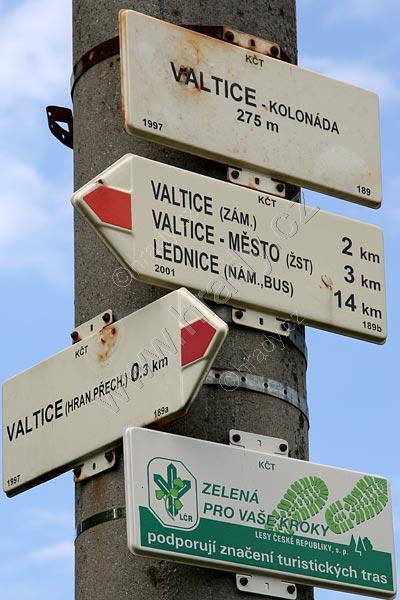 KČT
VALTICE - KOLONÁDA
275 m
1997 189
KČT
VALTICE (ZÁM.) 2 km
VALTICE - MĚSTO (ŽST) 3 km
LEDNICE (NÁM.,BUS) 14 km
2001 189b
KČT
VALTICE (HRAN.PŘECH.) 0.3 km
1997 189a
KČT
LČR
ZELENÁ
PRO VAŠE KROKY
LESY ČESKÉ REPUBLIKY, s. p.
podporují značení turistických tras